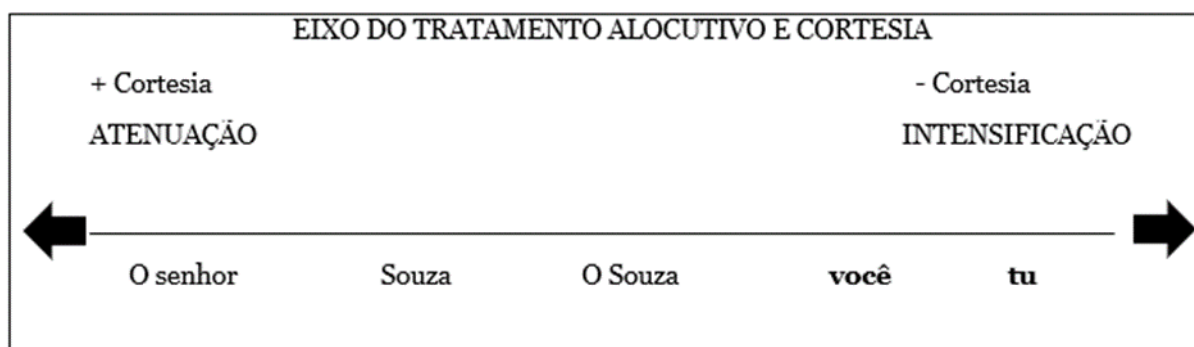 EIXO DO TRATAMENTO ALOCUTIVO E CORTESIA
+ Cortesia - Cortesia
ATENUAÇÃO INTENSIFICAÇÃO
O senhor Souza O Souza você tu